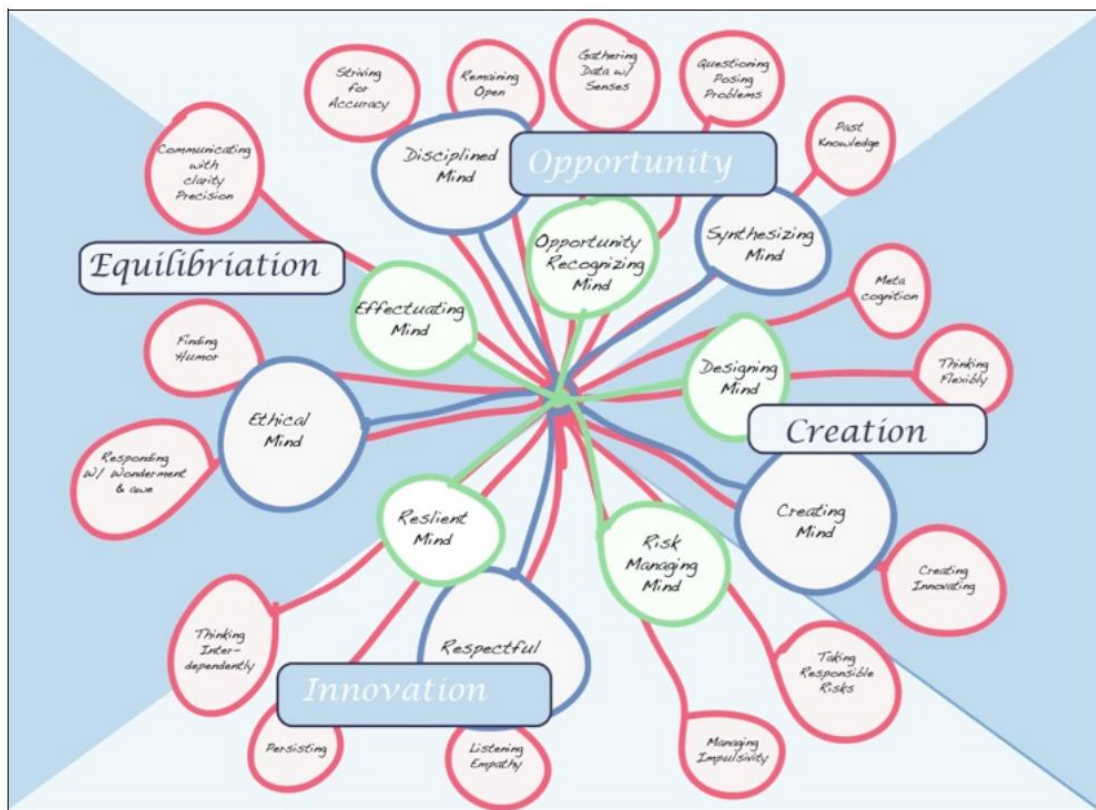 Striving
for
Accuracy
Remaining
Open
Gathering
Data w/
Senses
Questioning
Posing
Problems
Past
Knowledge
Communicating
with
clarity
Precision
Disciplined
Mind
Opportunity
Synthesizing
Mind
Opportunity
Recognizing
Mind
Equilibriation
Effectuating
Mind
Meta
cognition
Finding
Humor
Designing
Mind
Thinking
Flexibly
Ethical
Mind
Creation
Responding
W/ Wonderment
& awe
Reslient
Mind
Risk
Managing
Mind
Creating
Mind
Creating
Innovating
Thinking
Inter-
dependently
Respectful
Innovation
Taking
Responsible
Risks
Persisting
Listening
Empathy
Managing
Impulsivity